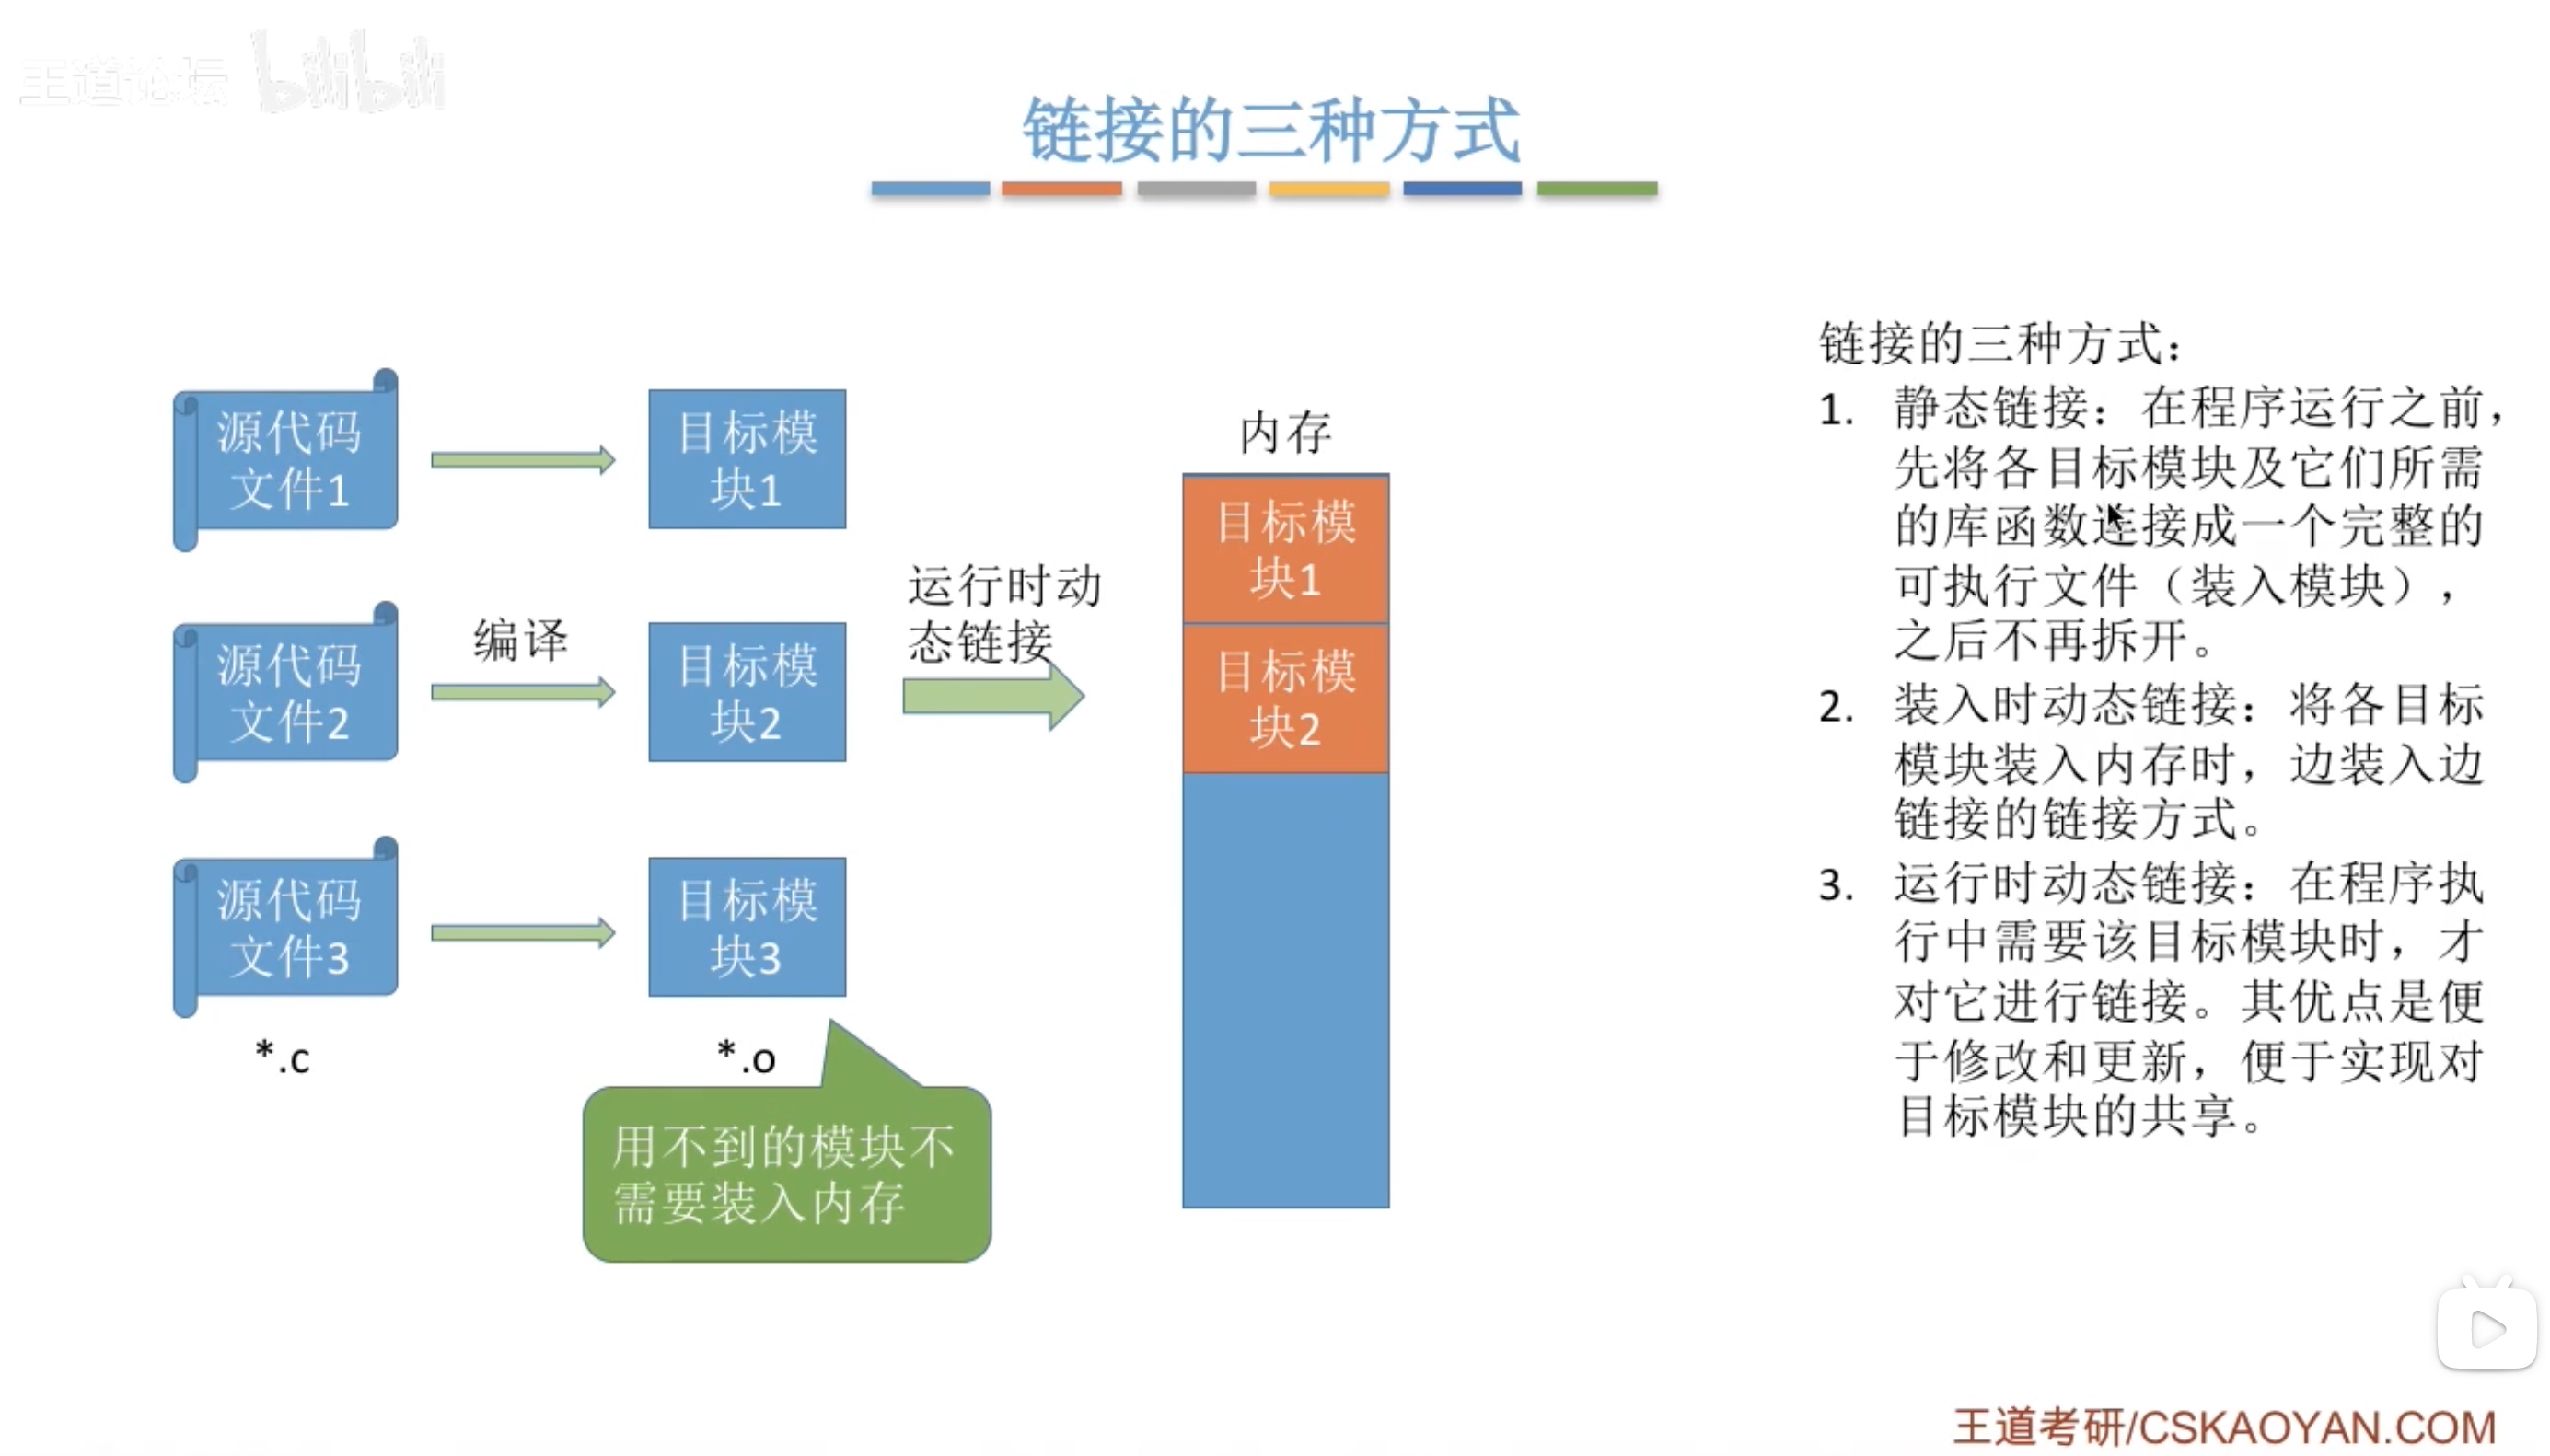 王道论坛 bilibili
链接的三种方式
源代码
文件1
目标模
块1
源代码
文件2
编译
目标模
块2
源代码
文件3
目标模
块3
*.c
*.o
用不到的模块不
需要装入内存
运行时动
态链接
内存
目标模
块1
目标模
块2
链接的三种方式：
1. 静态链接：在程序运行之前，
先将各目标模块及它们所需
的库函数连接成一个完整的
可执行文件（装入模块），
之后不再拆开。
2. 装入时动态链接：将各目标
模块装入内存时，边装入边
链接的链接方式。
3. 运行时动态链接：在程序执
行中需要该目标模块时，才
对它进行链接。其优点是便
于修改和更新，便于实现对
目标模块的共享。
王道考研/CSKAOYAN.COM